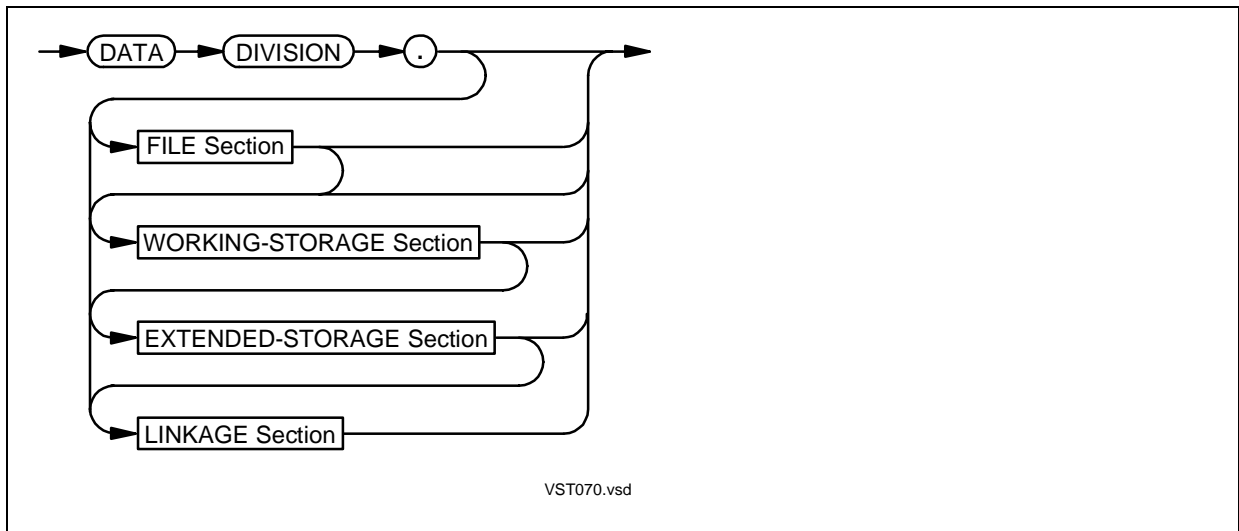 DATA DIVISION .
FILE Section
WORKING-STORAGE Section
EXTENDED-STORAGE Section
LINKAGE Section
VST070.vsd